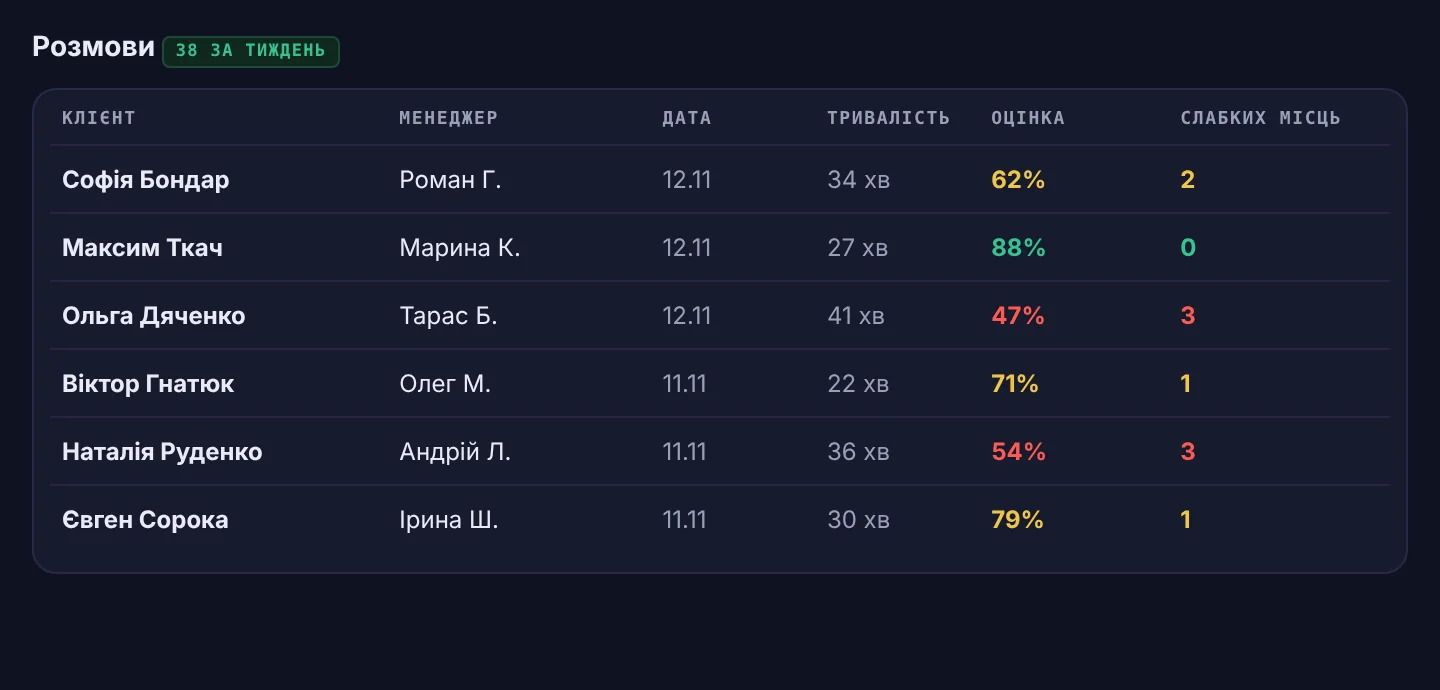 Розмови 38 ЗА ТИЖДЕНЬ
КЛІЄНТ МЕНЕДЖЕР ДАТА ТРИВАЛІСТЬ ОЦІНКА СЛАБКИХ МІСЦЬ
Софія Бондар Роман Г. 12.11 34 хв 62% 2
Максим Ткач Марина К. 12.11 27 хв 88% 0
Ольга Дяченко Тарас Б. 12.11 41 хв 47% 3
Віктор Гнатюк Олег М. 11.11 22 хв 71% 1
Наталія Руденко Андрій Л. 11.11 36 хв 54% 3
Євген Сорока Ірина Ш. 11.11 30 хв 79% 1